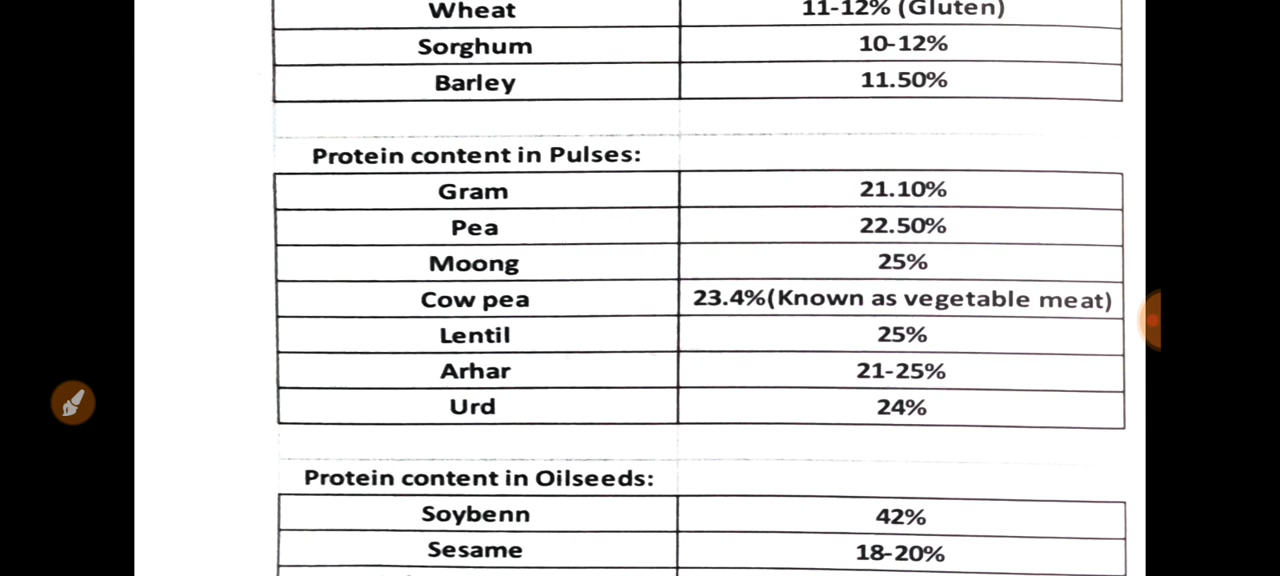 Wheat 11-12% (Gluten)
Sorghum 10-12%
Barley 11.50%
Protein content in Pulses:
Gram 21.10%
Pea 22.50%
Moong 25%
Cow pea 23.4%(Known as vegetable meat)
Lentil 25%
Arhar 21-25%
Urd 24%
Protein content in Oilseeds:
Soybenn 42%
Sesame 18-20%